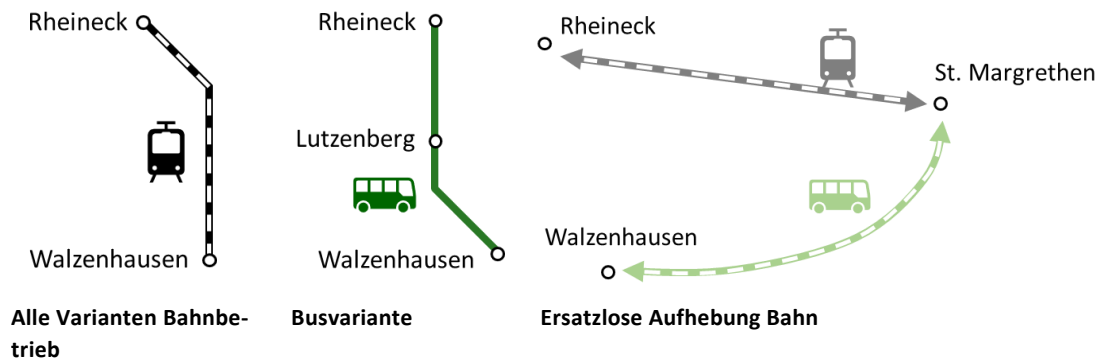 Rheineck
Walzenhausen
Alle Varianten Bahnbe-
trieb
Rheineck
Lutzenberg
Walzenhausen
Busvariante
Rheineck
St. Margrethen
Walzenhausen
Ersatzlose Aufhebung Bahn